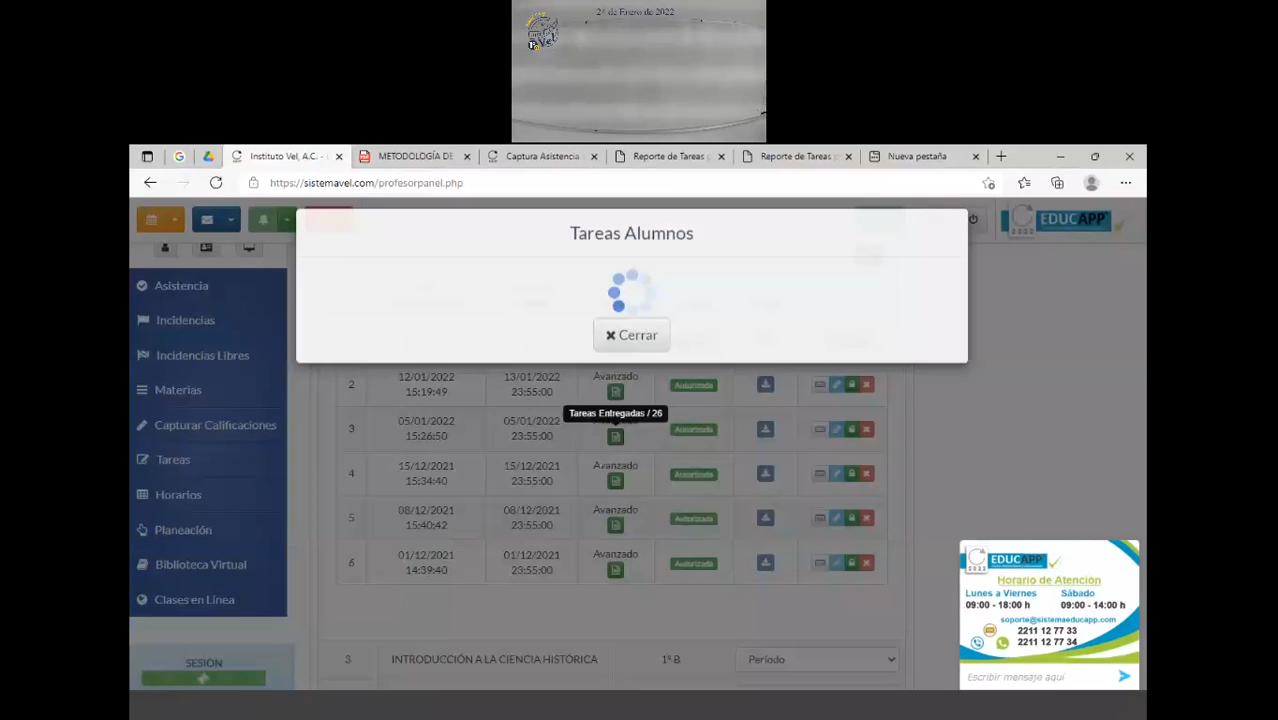 24 de Enero de 2022
Vel
Instituto Vel, A.C. -
METODOLOGÍA DE
Captura Asistencia
Reporte de Tareas
Reporte de Tareas
Nueva pestaña
https://sistemavel.com/profesorpanel.php
EDUCAPP
Tareas Alumnos
Cerrar
Asistencia
Incidencias
Incidencias Libres
Materias
Capturar Calificaciones
Tareas
Horarios
Planeación
Biblioteca Virtual
Clases en Línea
SESIÓN
2 12/01/2022 13/01/2022 Avanzado Autorizada
15:19:49 23:55:00
Tareas Entregadas / 26
3 05/01/2022 05/01/2022 Autorizada
15:26:50 23:55:00
4 15/12/2021 15/12/2021 Avanzado Autorizada
15:34:40 23:55:00
5 08/12/2021 08/12/2021 Avanzado Autorizada
15:40:42 23:55:00
6 01/12/2021 01/12/2021 Avanzado Autorizada
14:39:40 23:55:00
3 INTRODUCCIÓN A LA CIENCIA HISTÓRICA 1º B Período
2022 EDUCAPP
Horario de Atención
Lunes a Viernes Sábado
09:00 - 18:00 h 09:00 - 14:00 h
soporte@sistemaeducapp.com
2211 12 77 33
2211 12 77 34
Escribir mensaje aquí